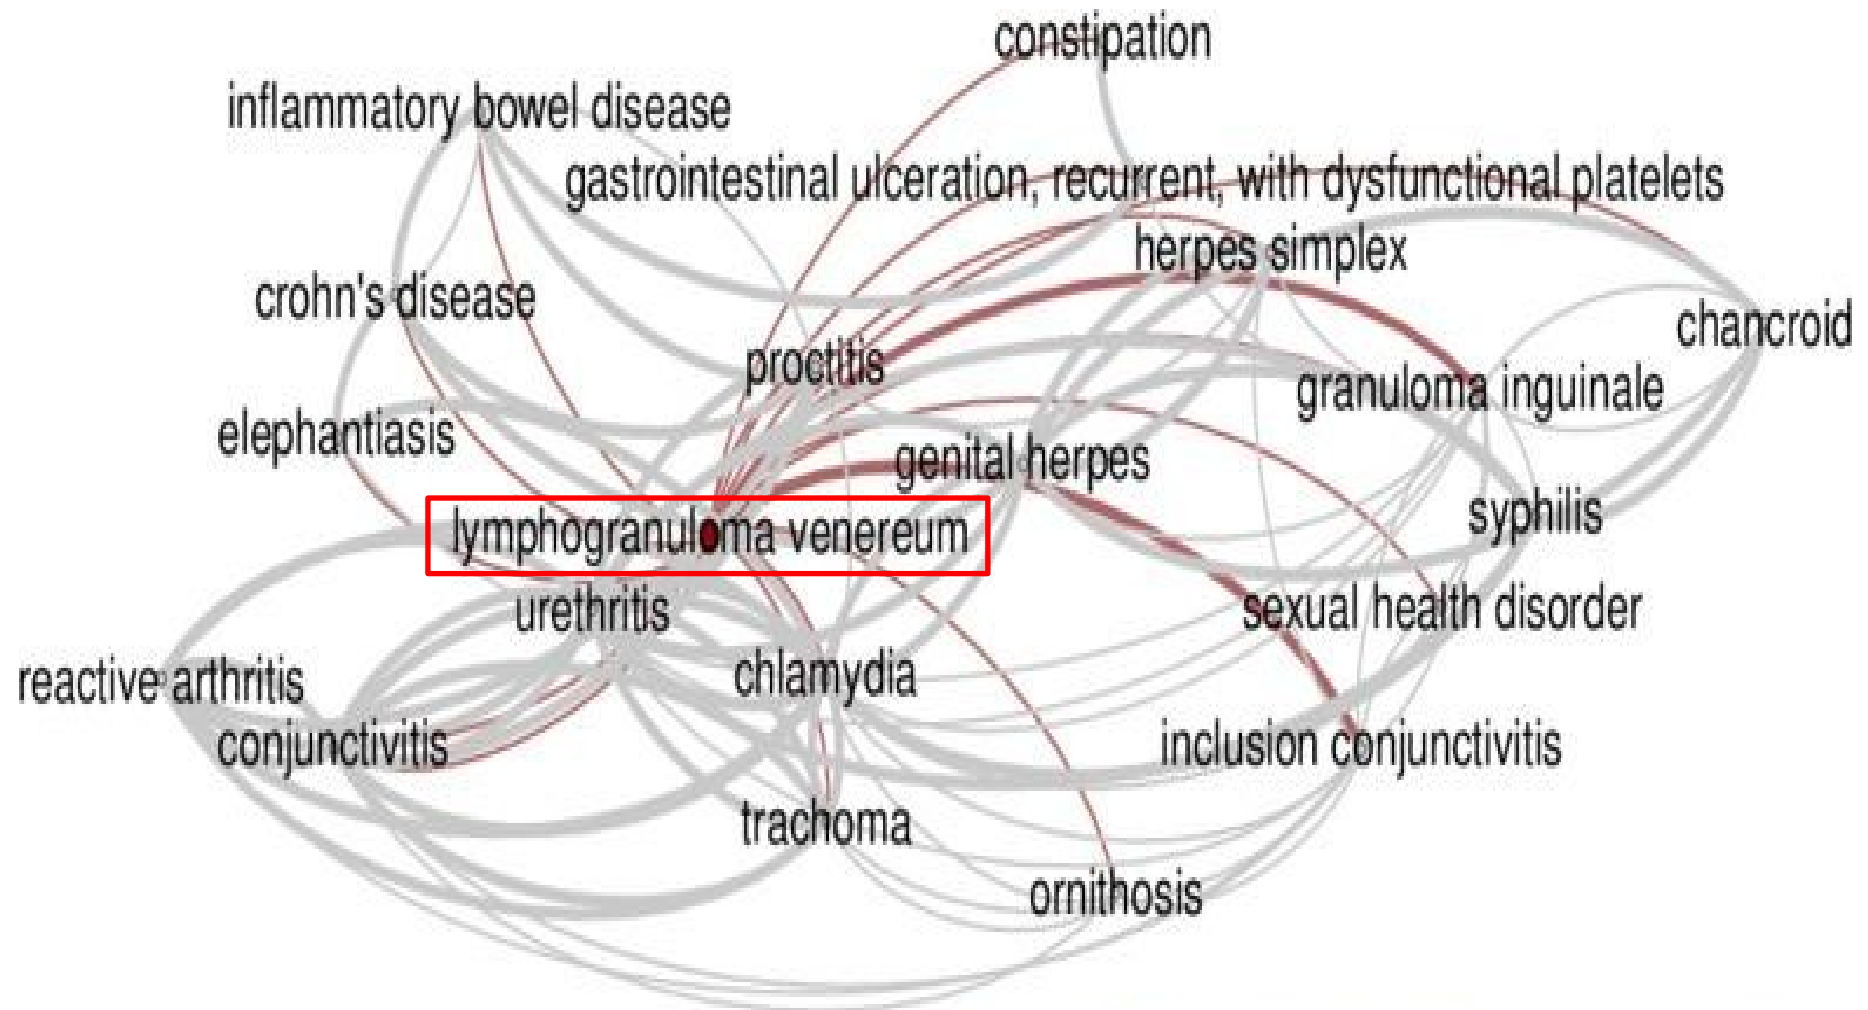 constipation
inflammatory bowel disease
gastrointestinal ulceration, recurrent, with dysfunctional platelets
herpes simplex
crohn's disease
chancroid
proctitis
granuloma inguinale
elephantiasis
genital herpes
syphilis
lymphogranuloma venereum
urethritis
sexual health disorder
reactive arthritis
chlamydia
conjunctivitis
inclusion conjunctivitis
trachoma
ornithosis